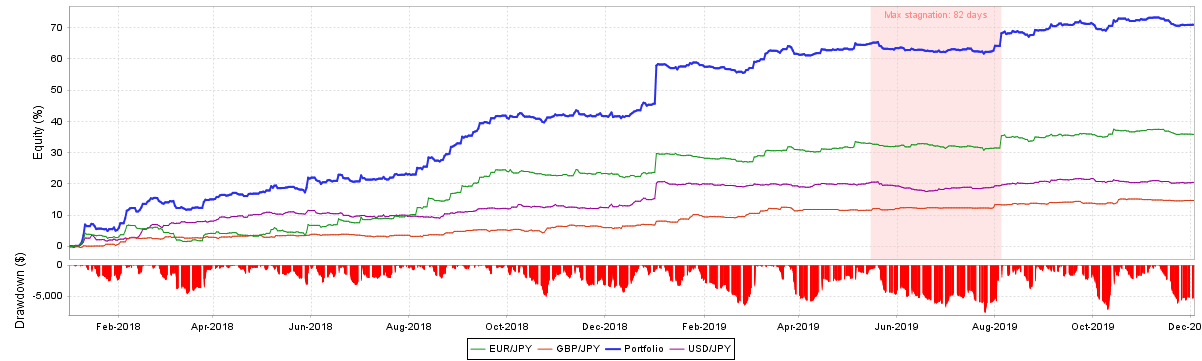 Max stagnation: 82 days
Equity (%)
70
60
50
40
30
20
10
0
Drawdown ($)
0
-5,000
Feb-2018 Apr-2018 Jun-2018 Aug-2018 Oct-2018 Dec-2018 Feb-2019 Apr-2019 Jun-2019 Aug-2019 Oct-2019 Dec-20
EUR/JPY GBP/JPY Portfolio USD/JPY